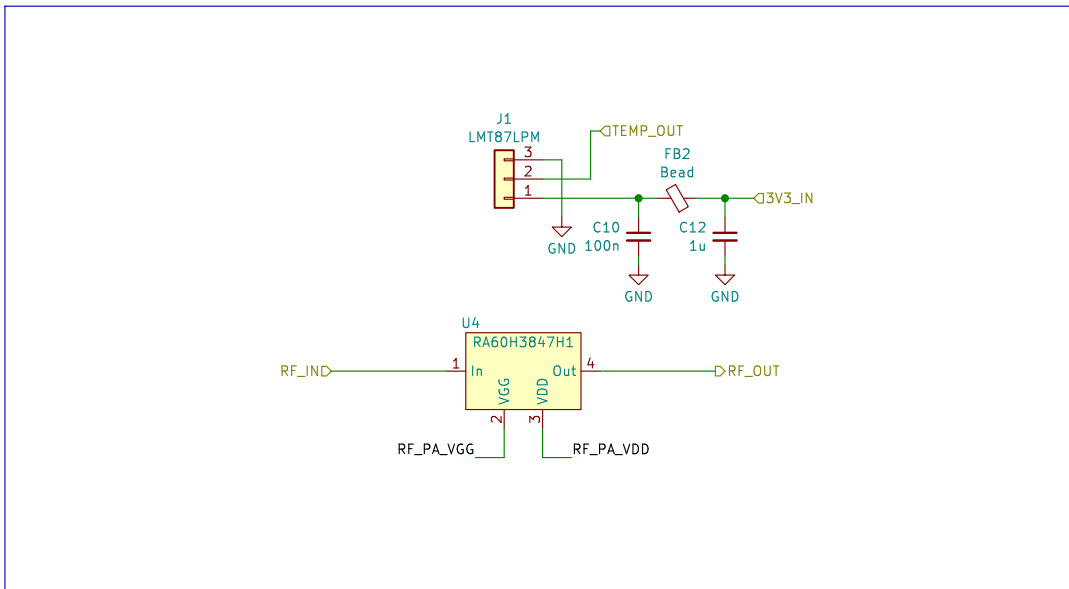 J1
LMT87LPM
3
2
1
TEMP_OUT
FB2
Bead
3V3_IN
GND
C10
100n
C12
1u
GND
GND
U4
RA60H3847H1
RF_IN
1
In
Out
4
RF_OUT
VGG
VDD
2
3
RF_PA_VGG
RF_PA_VDD